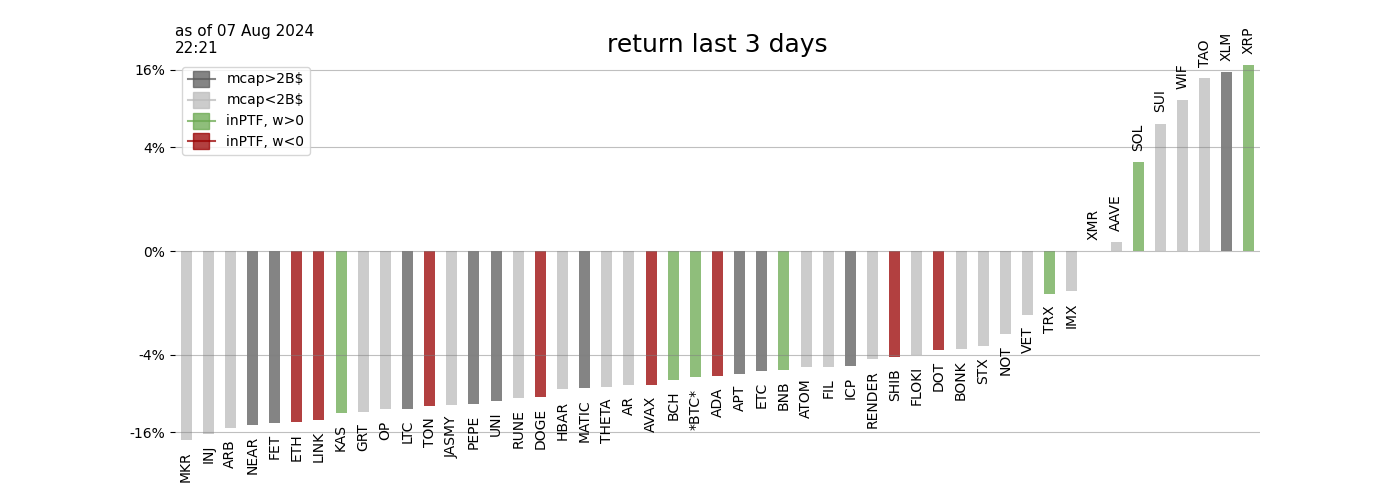 as of 07 Aug 2024
22:21
return last 3 days
mcap>2B$
mcap<2B$
inPTF, w>0
inPTF, w<0
16%
4%
0%
-4%
-16%
MKR
INJ
ARB
NEAR
FET
ETH
LINK
KAS
GRT
OP
LTC
TON
JASMY
PEPE
UNI
RUNE
DOGE
HBAR
MATIC
THETA
AR
AVAX
BCH
*BTC*
ADA
APT
ETC
BNB
ATOM
FIL
ICP
RENDER
SHIB
FLOKI
DOT
BONK
STX
NOT
VET
TRX
IMX
XMR
AAVE
SOL
SUI
WIF
TAO
XLM
XRP